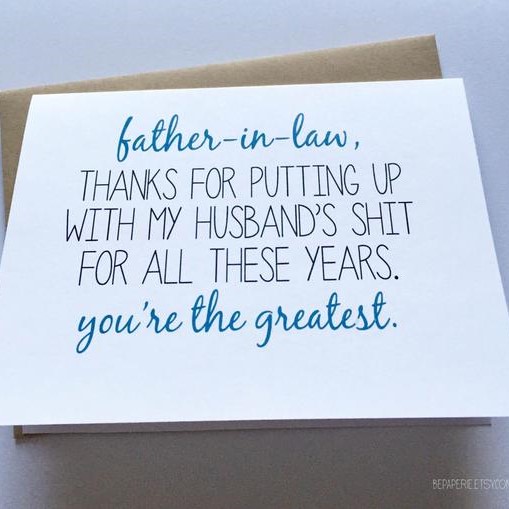 father-in-law,
THANKS FOR PUTTING UP
WITH MY HUSBAND'S SHIT
FOR ALL THESE YEARS.
you're the greatest.
BEPAPERIE.ETSY.COM